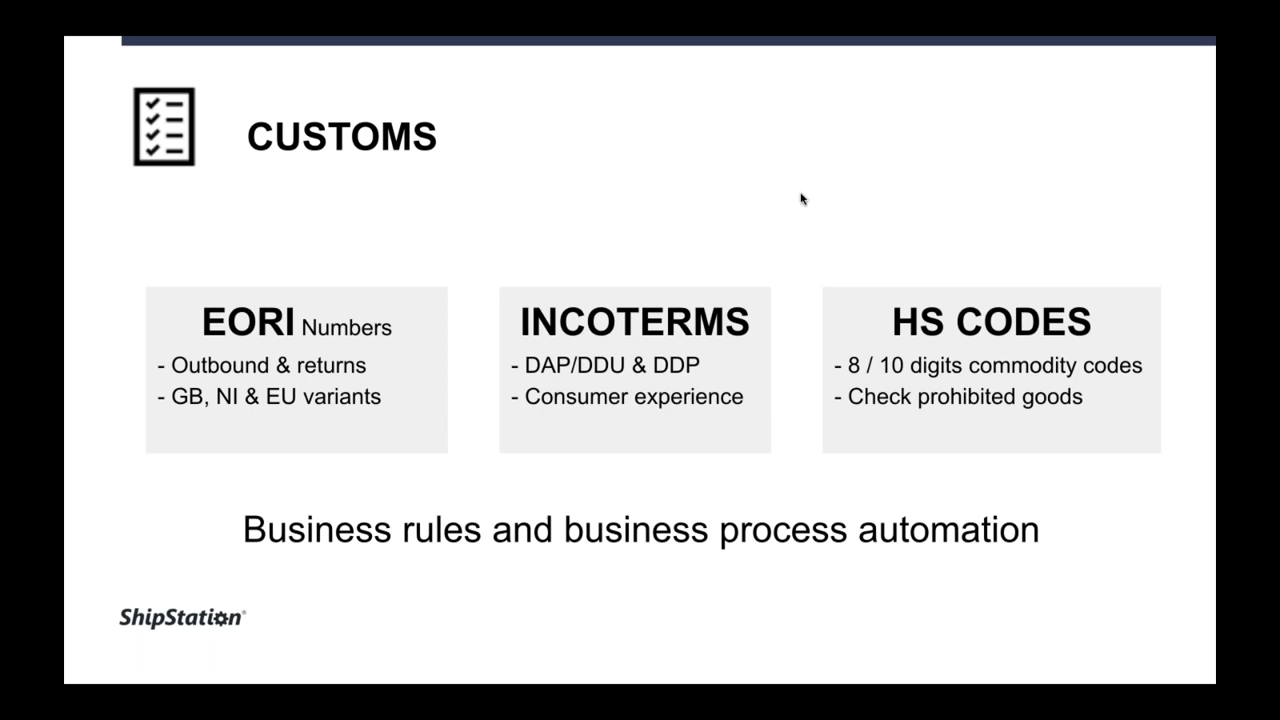 CUSTOMS
EORI Numbers
- Outbound & returns
- GB, NI & EU variants
INCOTERMS
- DAP/DDU & DDP
- Consumer experience
HS CODES
- 8 / 10 digits commodity codes
- Check prohibited goods
Business rules and business process automation
ShipStation®